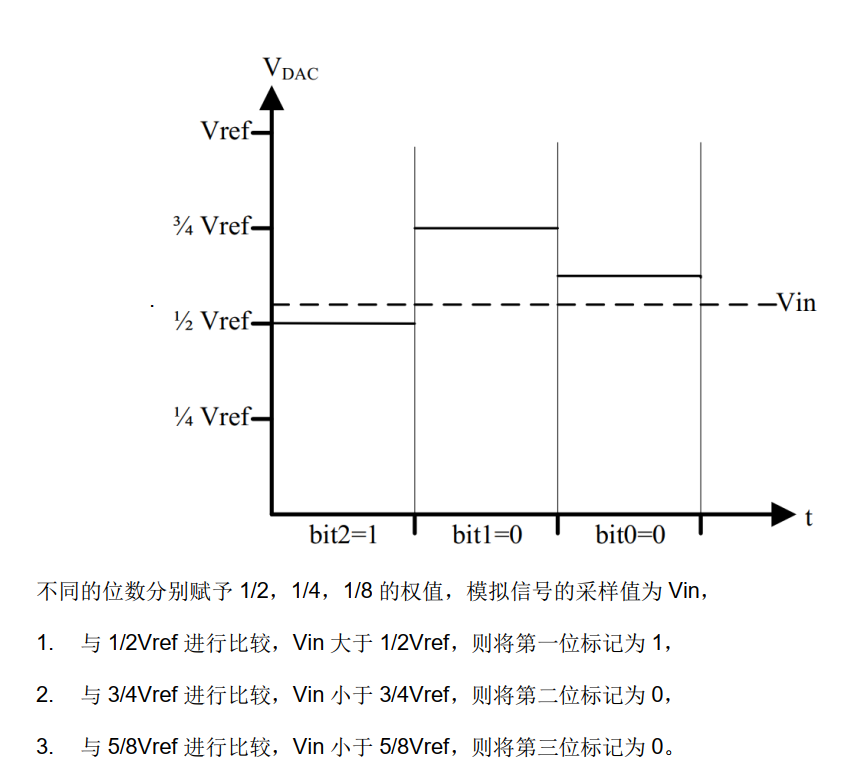 V_DAC
Vref
¾ Vref
Vin
½ Vref
¼ Vref
t
bit2=1 bit1=0 bit0=0
不同的位数分别赋予 1/2，1/4，1/8 的权值，模拟信号的采样值为 Vin，
1. 与 1/2Vref 进行比较，Vin 大于 1/2Vref，则将第一位标记为 1，
2. 与 3/4Vref 进行比较，Vin 小于 3/4Vref，则将第二位标记为 0，
3. 与 5/8Vref 进行比较，Vin 小于 5/8Vref，则将第三位标记为 0。